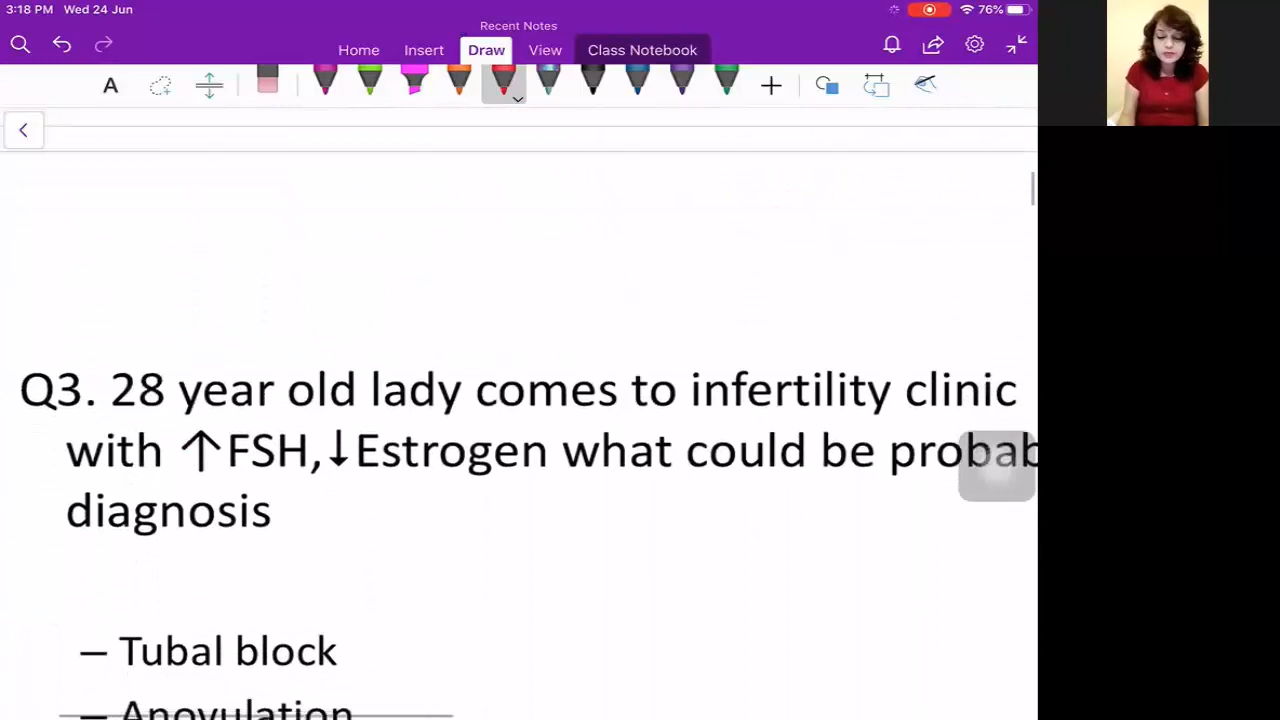 3:18 PM Wed 24 Jun
76%
Recent Notes
Home Insert Draw View Class Notebook
A
Q3. 28 year old lady comes to infertility clinic
with ↑FSH,↓Estrogen what could be probab
diagnosis
– Tubal block
– Anovulation